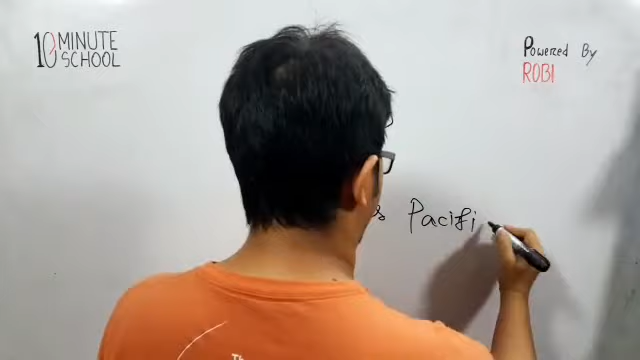 10 MINUTE
SCHOOL
Powered By
ROBI
Pacifi